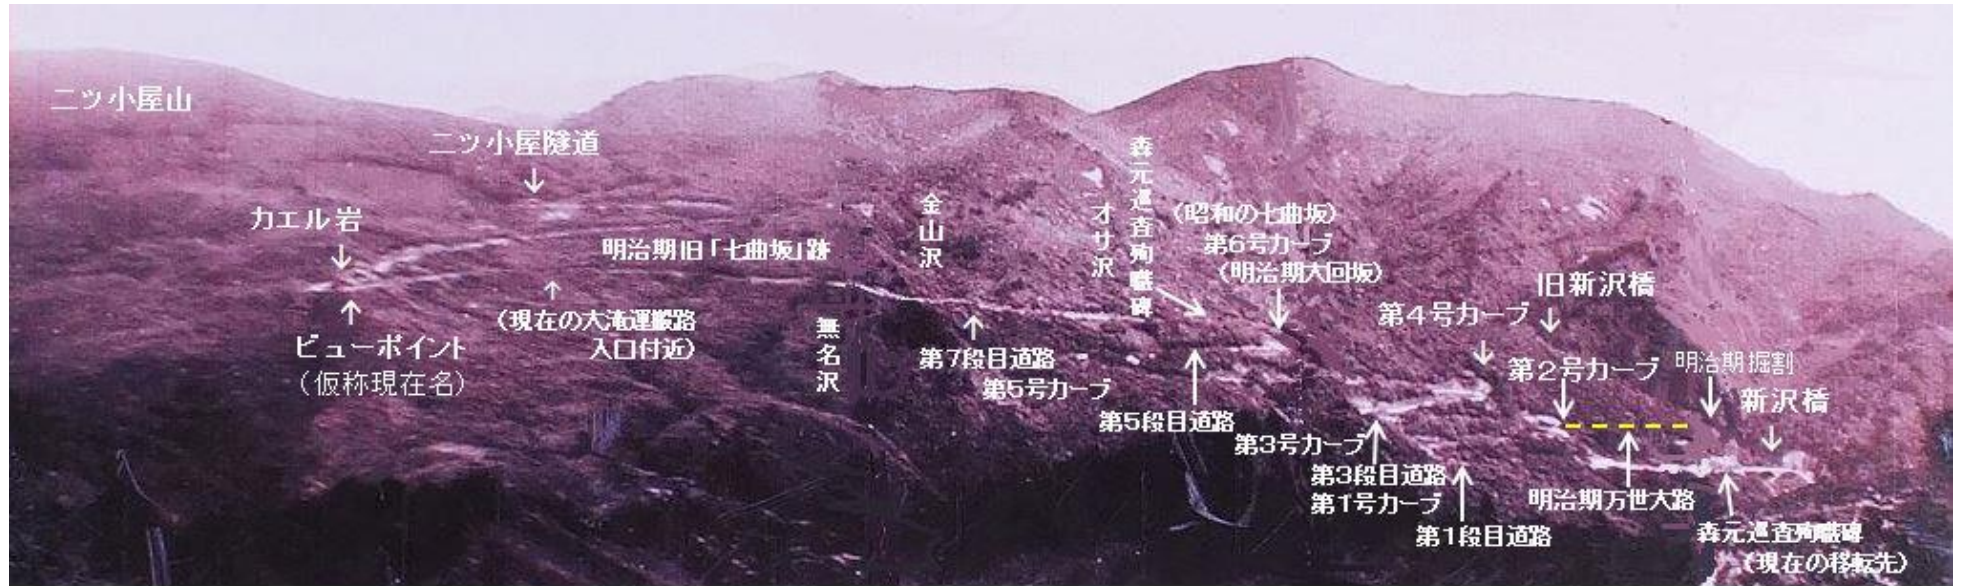 二ッ小屋山
二ッ小屋隧道
カエル岩
明治期旧「七曲坂」跡
(現在の大滝運搬路
入口付近)
ビューポイント
(仮称現在名)
無名沢
金山沢
オサ沢
森元巡査殉職碑
(昭和の七曲坂)
第6号カーブ
(明治期大回坂)
第7段目道路
第5号カーブ
第5段目道路
第4号カーブ
旧新沢橋
第2号カーブ
明治期掘割
新沢橋
第3号カーブ
第3段目道路
第1号カーブ
第1段目道路
明治期万世大路
森元巡査殉職碑
(現在の移転先)